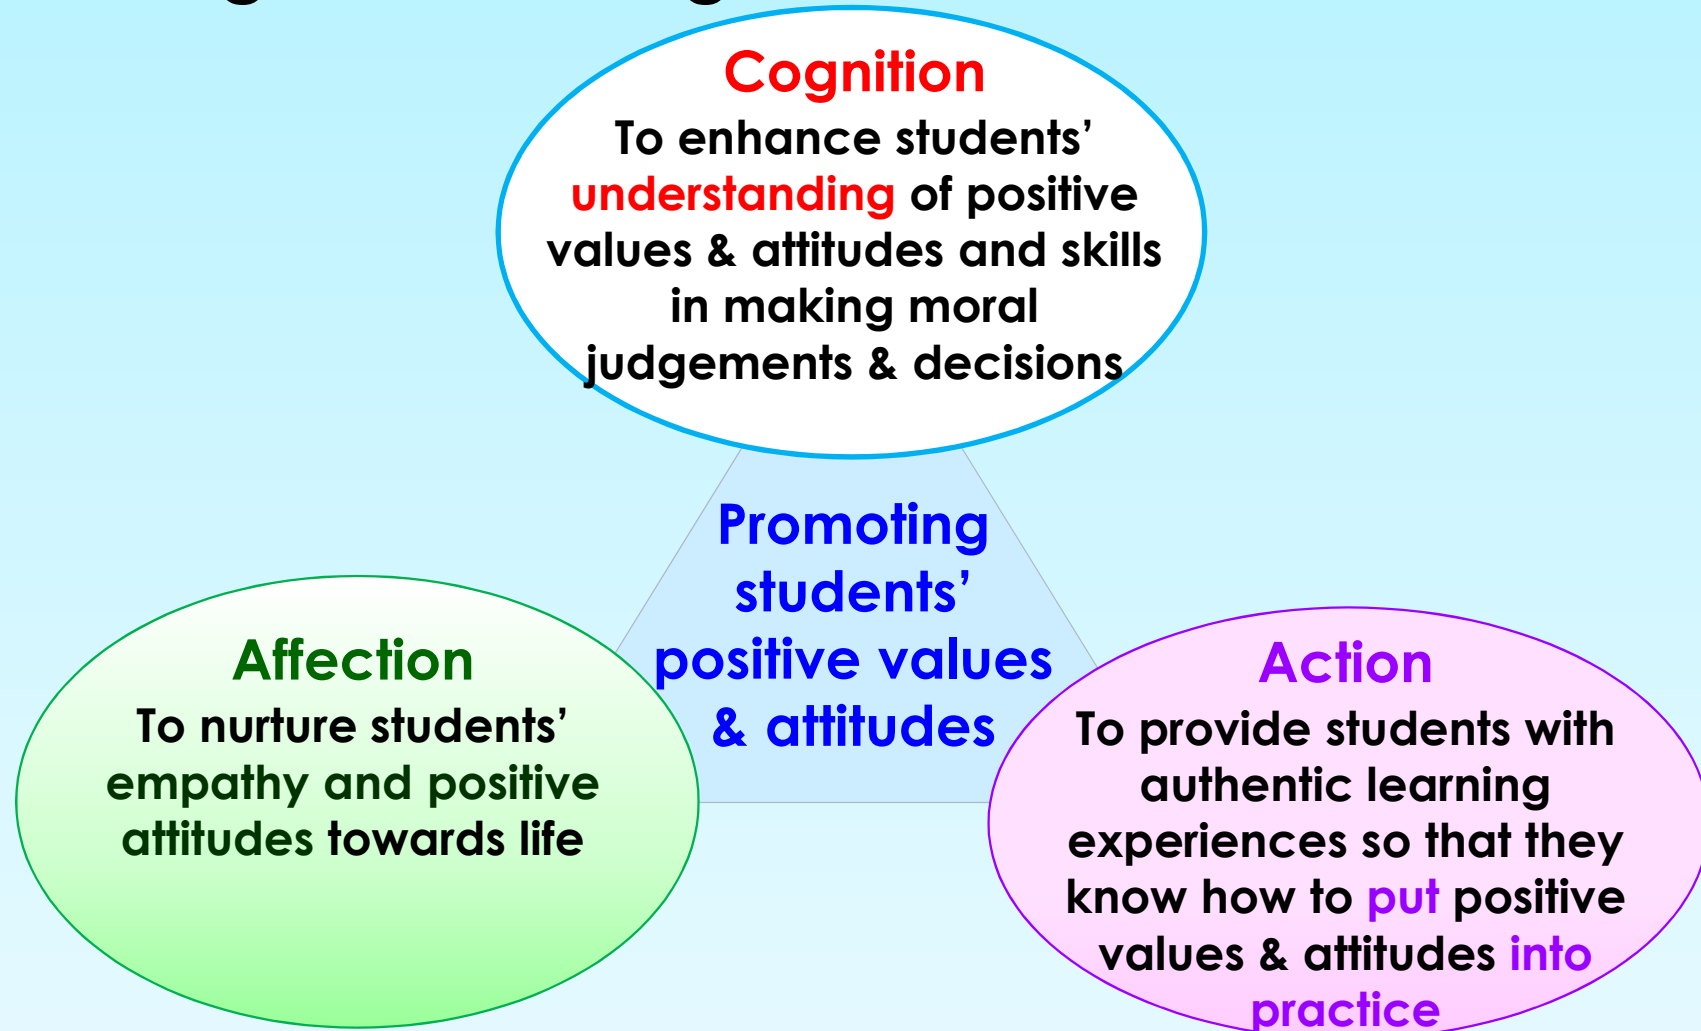 Cognition
To enhance students’
understanding of positive
values & attitudes and skills
in making moral
judgements & decisions
Promoting
students’
positive values
& attitudes
Affection
To nurture students’
empathy and positive
attitudes towards life
Action
To provide students with
authentic learning
experiences so that they
know how to put positive
values & attitudes into
practice